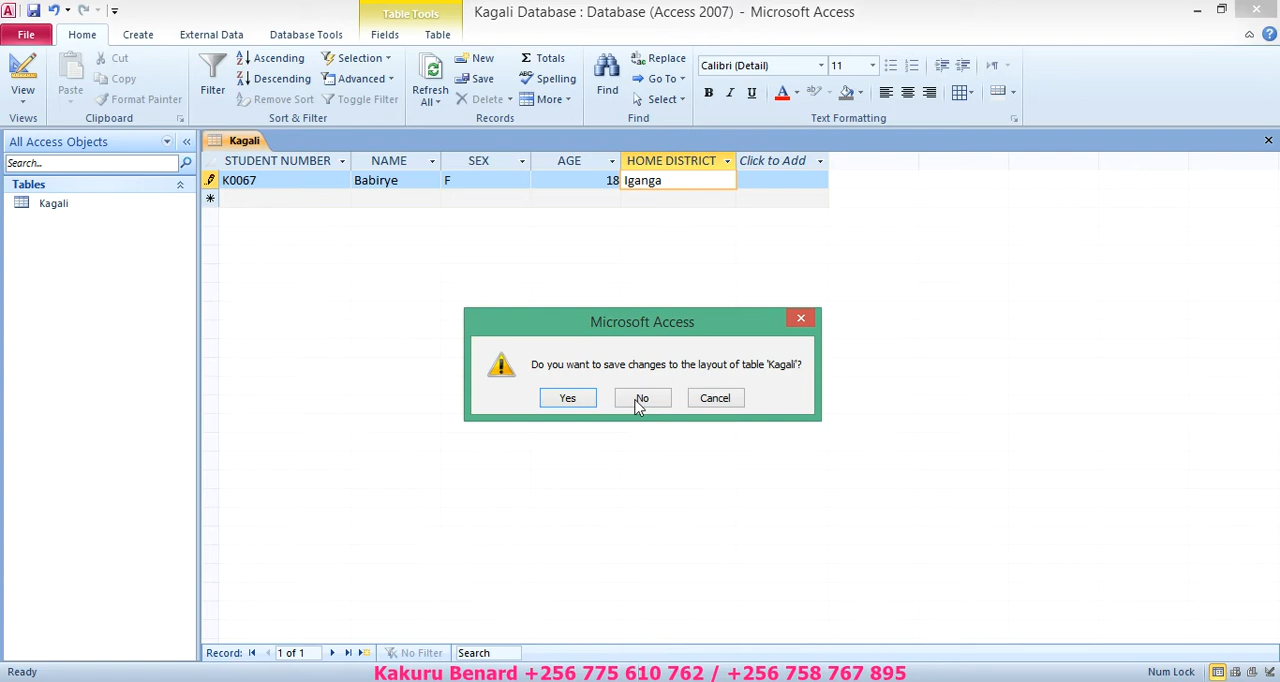 Table Tools
Kagali Database : Database (Access 2007) - Microsoft Access
File Home Create External Data Database Tools Fields Table
View
Views
Paste
Cut
Copy
Format Painter
Clipboard
Filter
Ascending
Descending
Remove Sort
Selection
Advanced
Toggle Filter
Sort & Filter
Refresh
All
New
Save
Delete
Totals
Spelling
More
Records
Find
Replace
Go To
Select
Find
Calibri (Detail) 11
B I U
Text Formatting
All Access Objects
Search...
Tables
Kagali
Kagali
STUDENT NUMBER NAME SEX AGE HOME DISTRICT Click to Add
K0067 Babirye F 18 Iganga
Microsoft Access
Do you want to save changes to the layout of table 'Kagali'?
Yes No Cancel
Record: 1 of 1 No Filter Search
Ready
Kakuru Benard +256 775 610 762 / +256 758 767 895
Num Lock